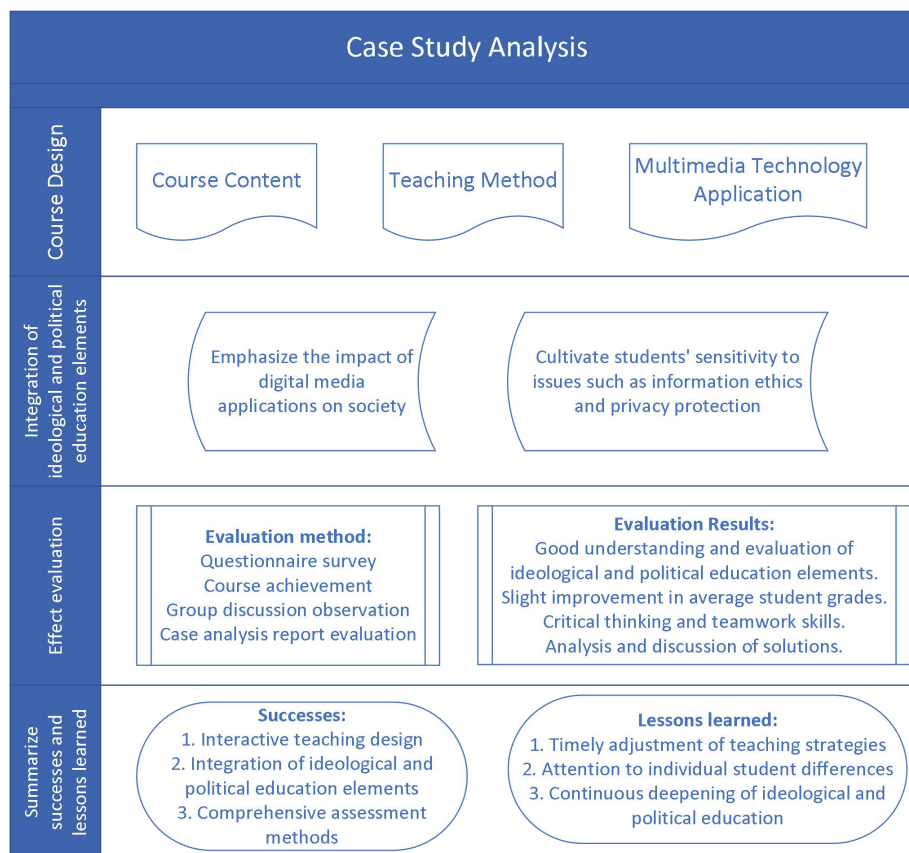 Case Study Analysis
Course Design
Course Content
Teaching Method
Multimedia Technology
Application
Integration of
ideological and political
education elements
Emphasize the impact of
digital media
applications on society
Cultivate students' sensitivity to
issues such as information ethics
and privacy protection
Effect evaluation
Evaluation method:
Questionnaire survey
Course achievement
Group discussion observation
Case analysis report evaluation
Evaluation Results:
Good understanding and evaluation of
ideological and political education elements.
Slight improvement in average student grades.
Critical thinking and teamwork skills.
Analysis and discussion of solutions.
Summarize
successes and
lessons learned
Successes:
1. Interactive teaching design
2. Integration of ideological and
political education elements
3. Comprehensive assessment
methods
Lessons learned:
1. Timely adjustment of teaching strategies
2. Attention to individual student differences
3. Continuous deepening of ideological and
political education